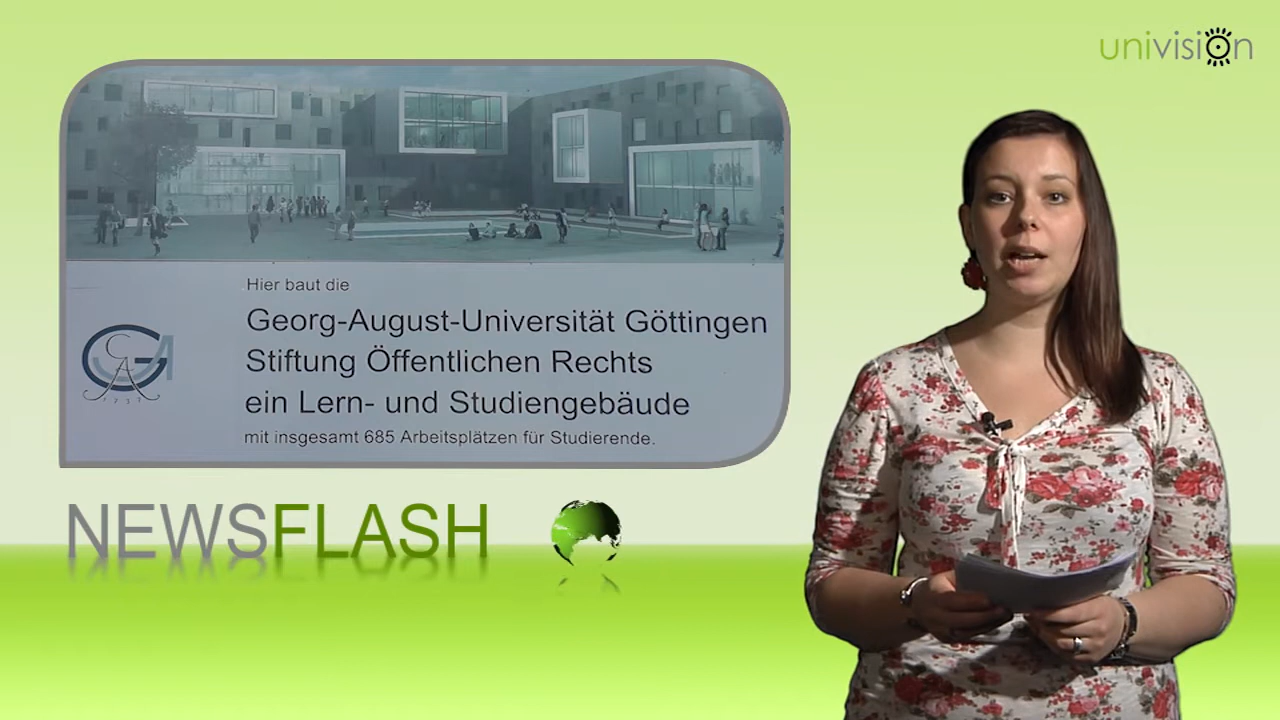 univision
Hier baut die
Georg-August-Universität Göttingen
Stiftung Öffentlichen Rechts
ein Lern- und Studiengebäude
mit insgesamt 685 Arbeitsplätzen für Studierende.
NEWSFLASH